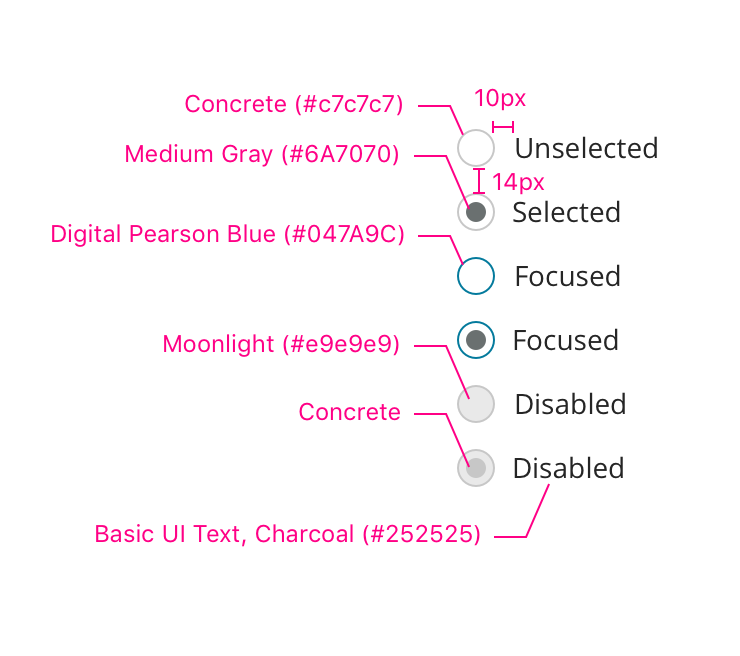 Concrete (#c7c7c7)
10px
Unselected
Medium Gray (#6A7070)
14px
Selected
Digital Pearson Blue (#047A9C)
Focused
Focused
Moonlight (#e9e9e9)
Disabled
Concrete
Disabled
Basic UI Text, Charcoal (#252525)